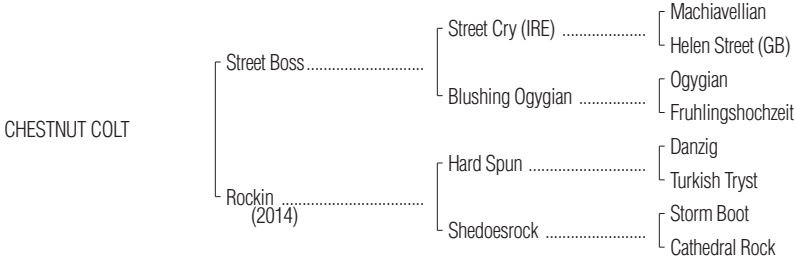 Machiavellian
Street Cry (IRE) ....................
Helen Street (GB)
Street Boss............................
Ogygian
Blushing Ogygian ................
Fruhlingshochzeit
CHESTNUT COLT
Danzig
Hard Spun ............................
Turkish Tryst
Rockin ..................................
(2014)
Storm Boot
Shedoesrock ........................
Cathedral Rock